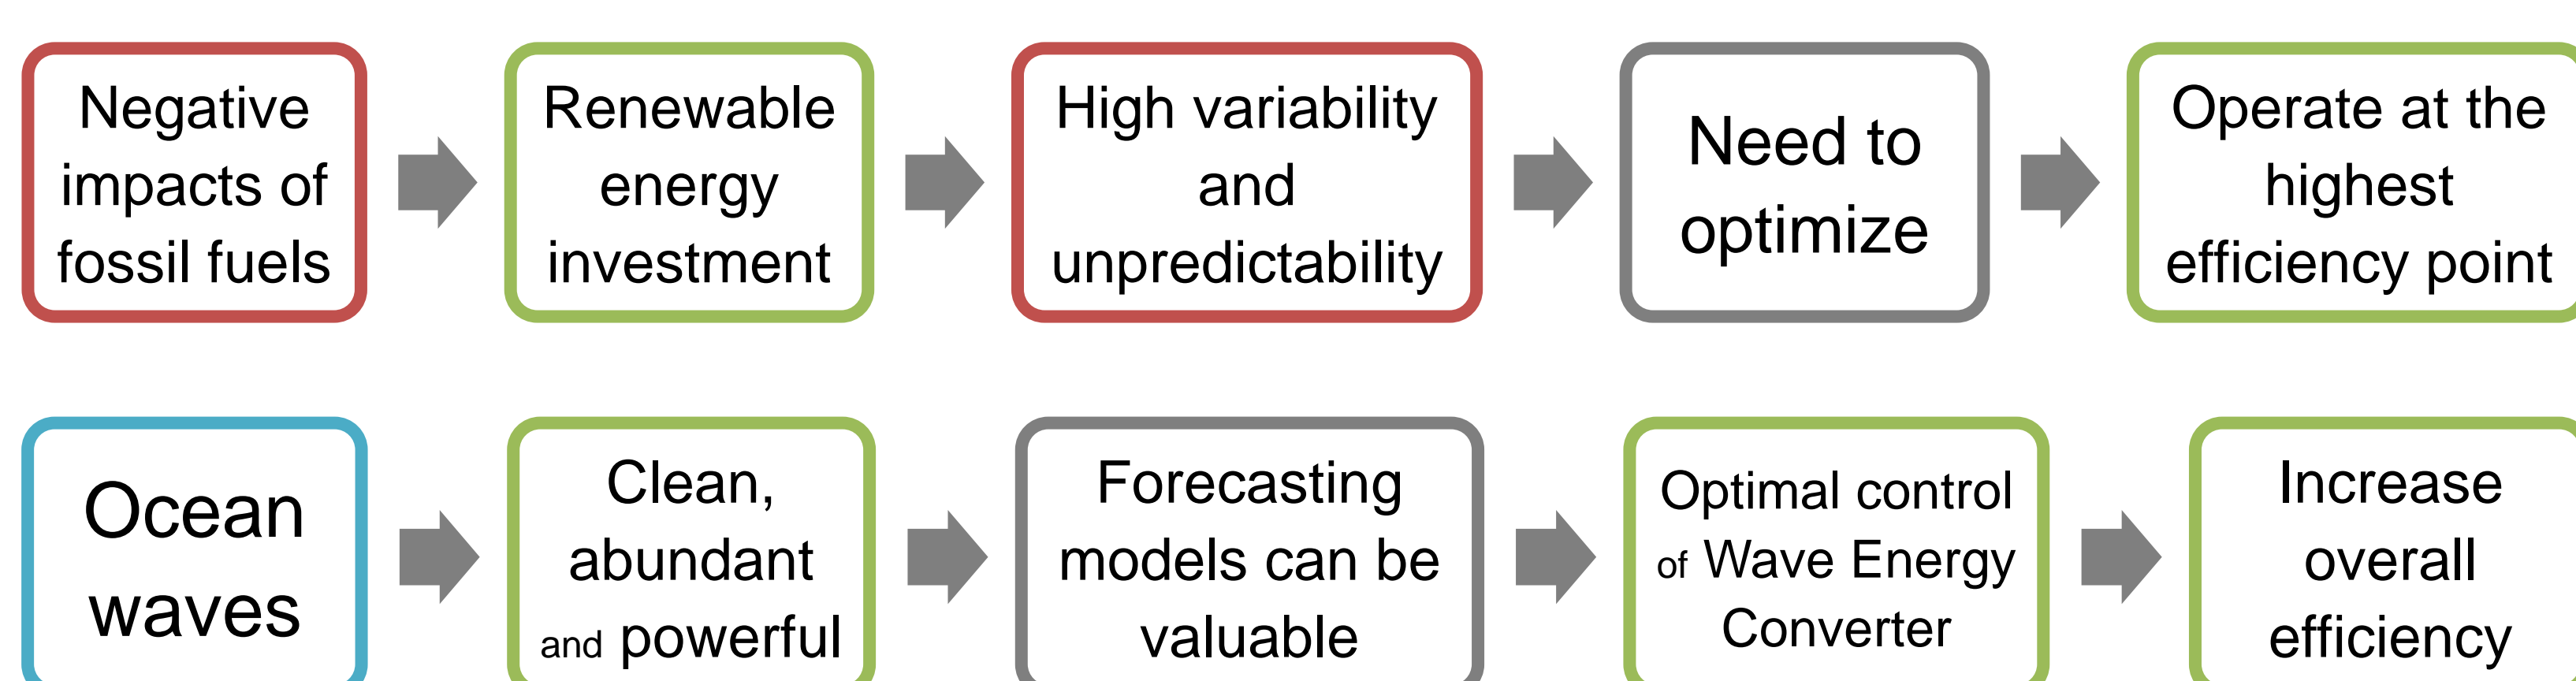 Negative
impacts of
fossil fuels
Renewable
energy
investment
High variability
and
unpredictability
Need to
optimize
Operate at the
highest
efficiency point
Ocean
waves
Clean,
abundant
and powerful
Forecasting
models can be
valuable
Optimal control
of Wave Energy
Converter
Increase
overall
efficiency